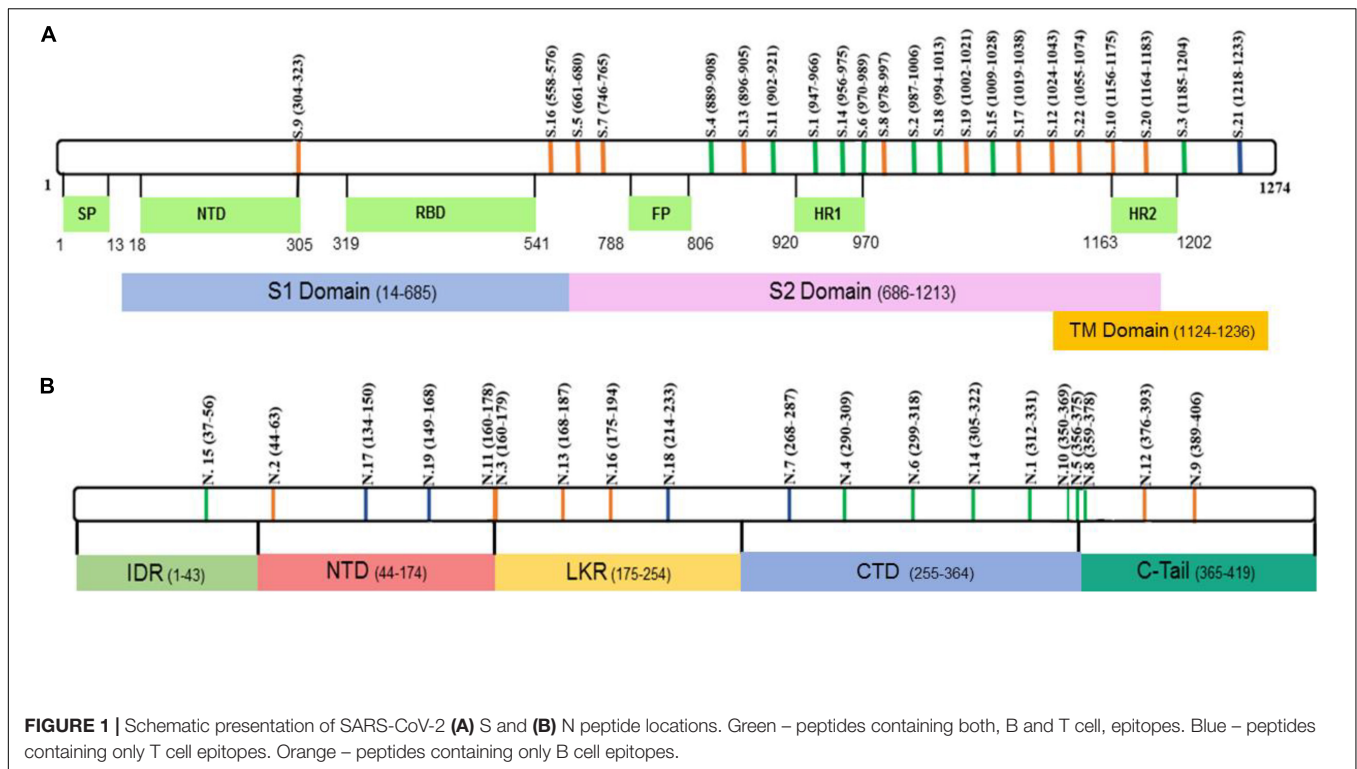 A
S.9 (304-323)
S.16 (558-576)
S.5 (661-680)
S.7 (746-765)
S.4 (889-908)
S.13 (896-905)
S.11 (902-921)
S.1 (947-966)
S.14 (956-975)
S.6 (970-989)
S.8 (978-997)
S.2 (987-1006)
S.18 (994-1013)
S.19 (1002-1021)
S.15 (1009-1028)
S.17 (1019-1038)
S.12 (1024-1043)
S.22 (1055-1074)
S.10 (1156-1175)
S.20 (1164-1183)
S.3 (1185-1204)
S.21 (1218-1233)
1
1274
SP NTD RBD FP HR1 HR2
1 13 18 305 319 541 788 806 920 970 1163 1202
S1 Domain (14-685) S2 Domain (686-1213)
TM Domain (1124-1236)
B
N. 15 (37-56)
N.2 (44-63)
N.17 (134-150)
N.19 (149-168)
N.11 (160-178)
N.3 (160-179)
N.13 (168-187)
N.16 (175-194)
N.18 (214-233)
N.7 (268-287)
N.4 (290-309)
N.6 (299-318)
N.14 (305-322)
N.1 (312-331)
N.10 (350-369)
N.5 (356-375)
N.8 (359-378)
N.12 (376-393)
N.9 (389-406)
IDR (1-43) NTD (44-174) LKR (175-254) CTD (255-364) C-Tail (365-419)
FIGURE 1 | Schematic presentation of SARS-CoV-2 (A) S and (B) N peptide locations. Green – peptides containing both, B and T cell, epitopes. Blue – peptides
containing only T cell epitopes. Orange – peptides containing only B cell epitopes.